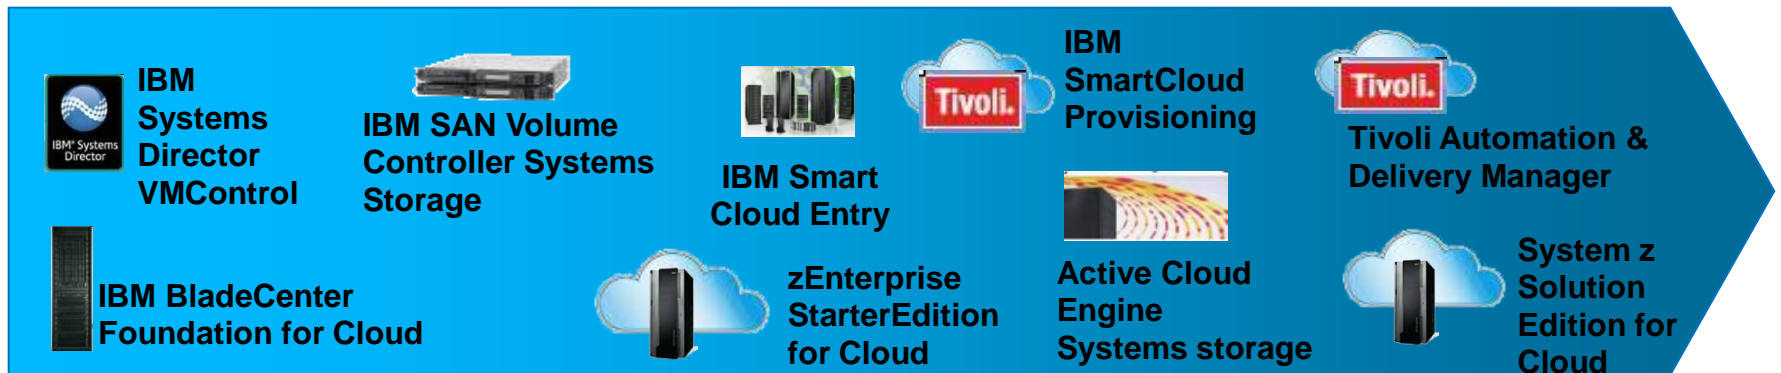 IBM® Systems
Director
IBM
Systems
Director
VMControl
IBM SAN Volume
Controller Systems
Storage
IBM Smart
Cloud Entry
Tivoli.
IBM
SmartCloud
Provisioning
Tivoli.
Tivoli Automation &
Delivery Manager
IBM BladeCenter
Foundation for Cloud
zEnterprise
StarterEdition
for Cloud
Active Cloud
Engine
Systems storage
System z
Solution
Edition for
Cloud